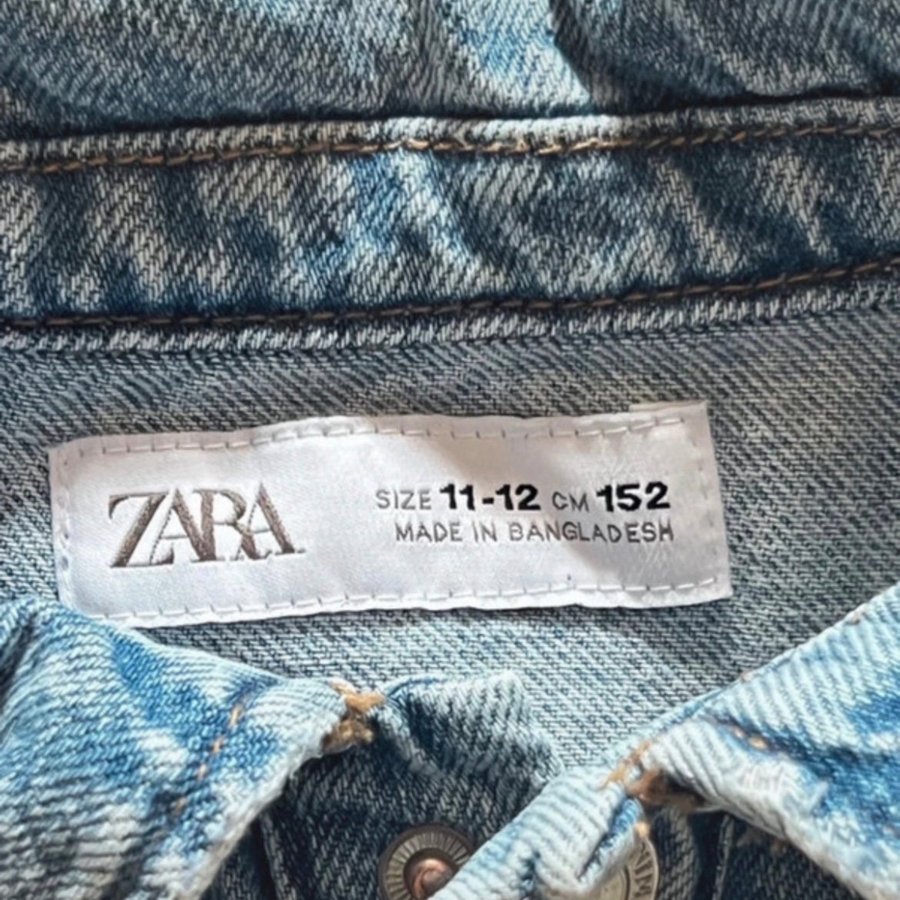 ZARA
SIZE 11-12 CM 152
MADE IN BANGLADESH